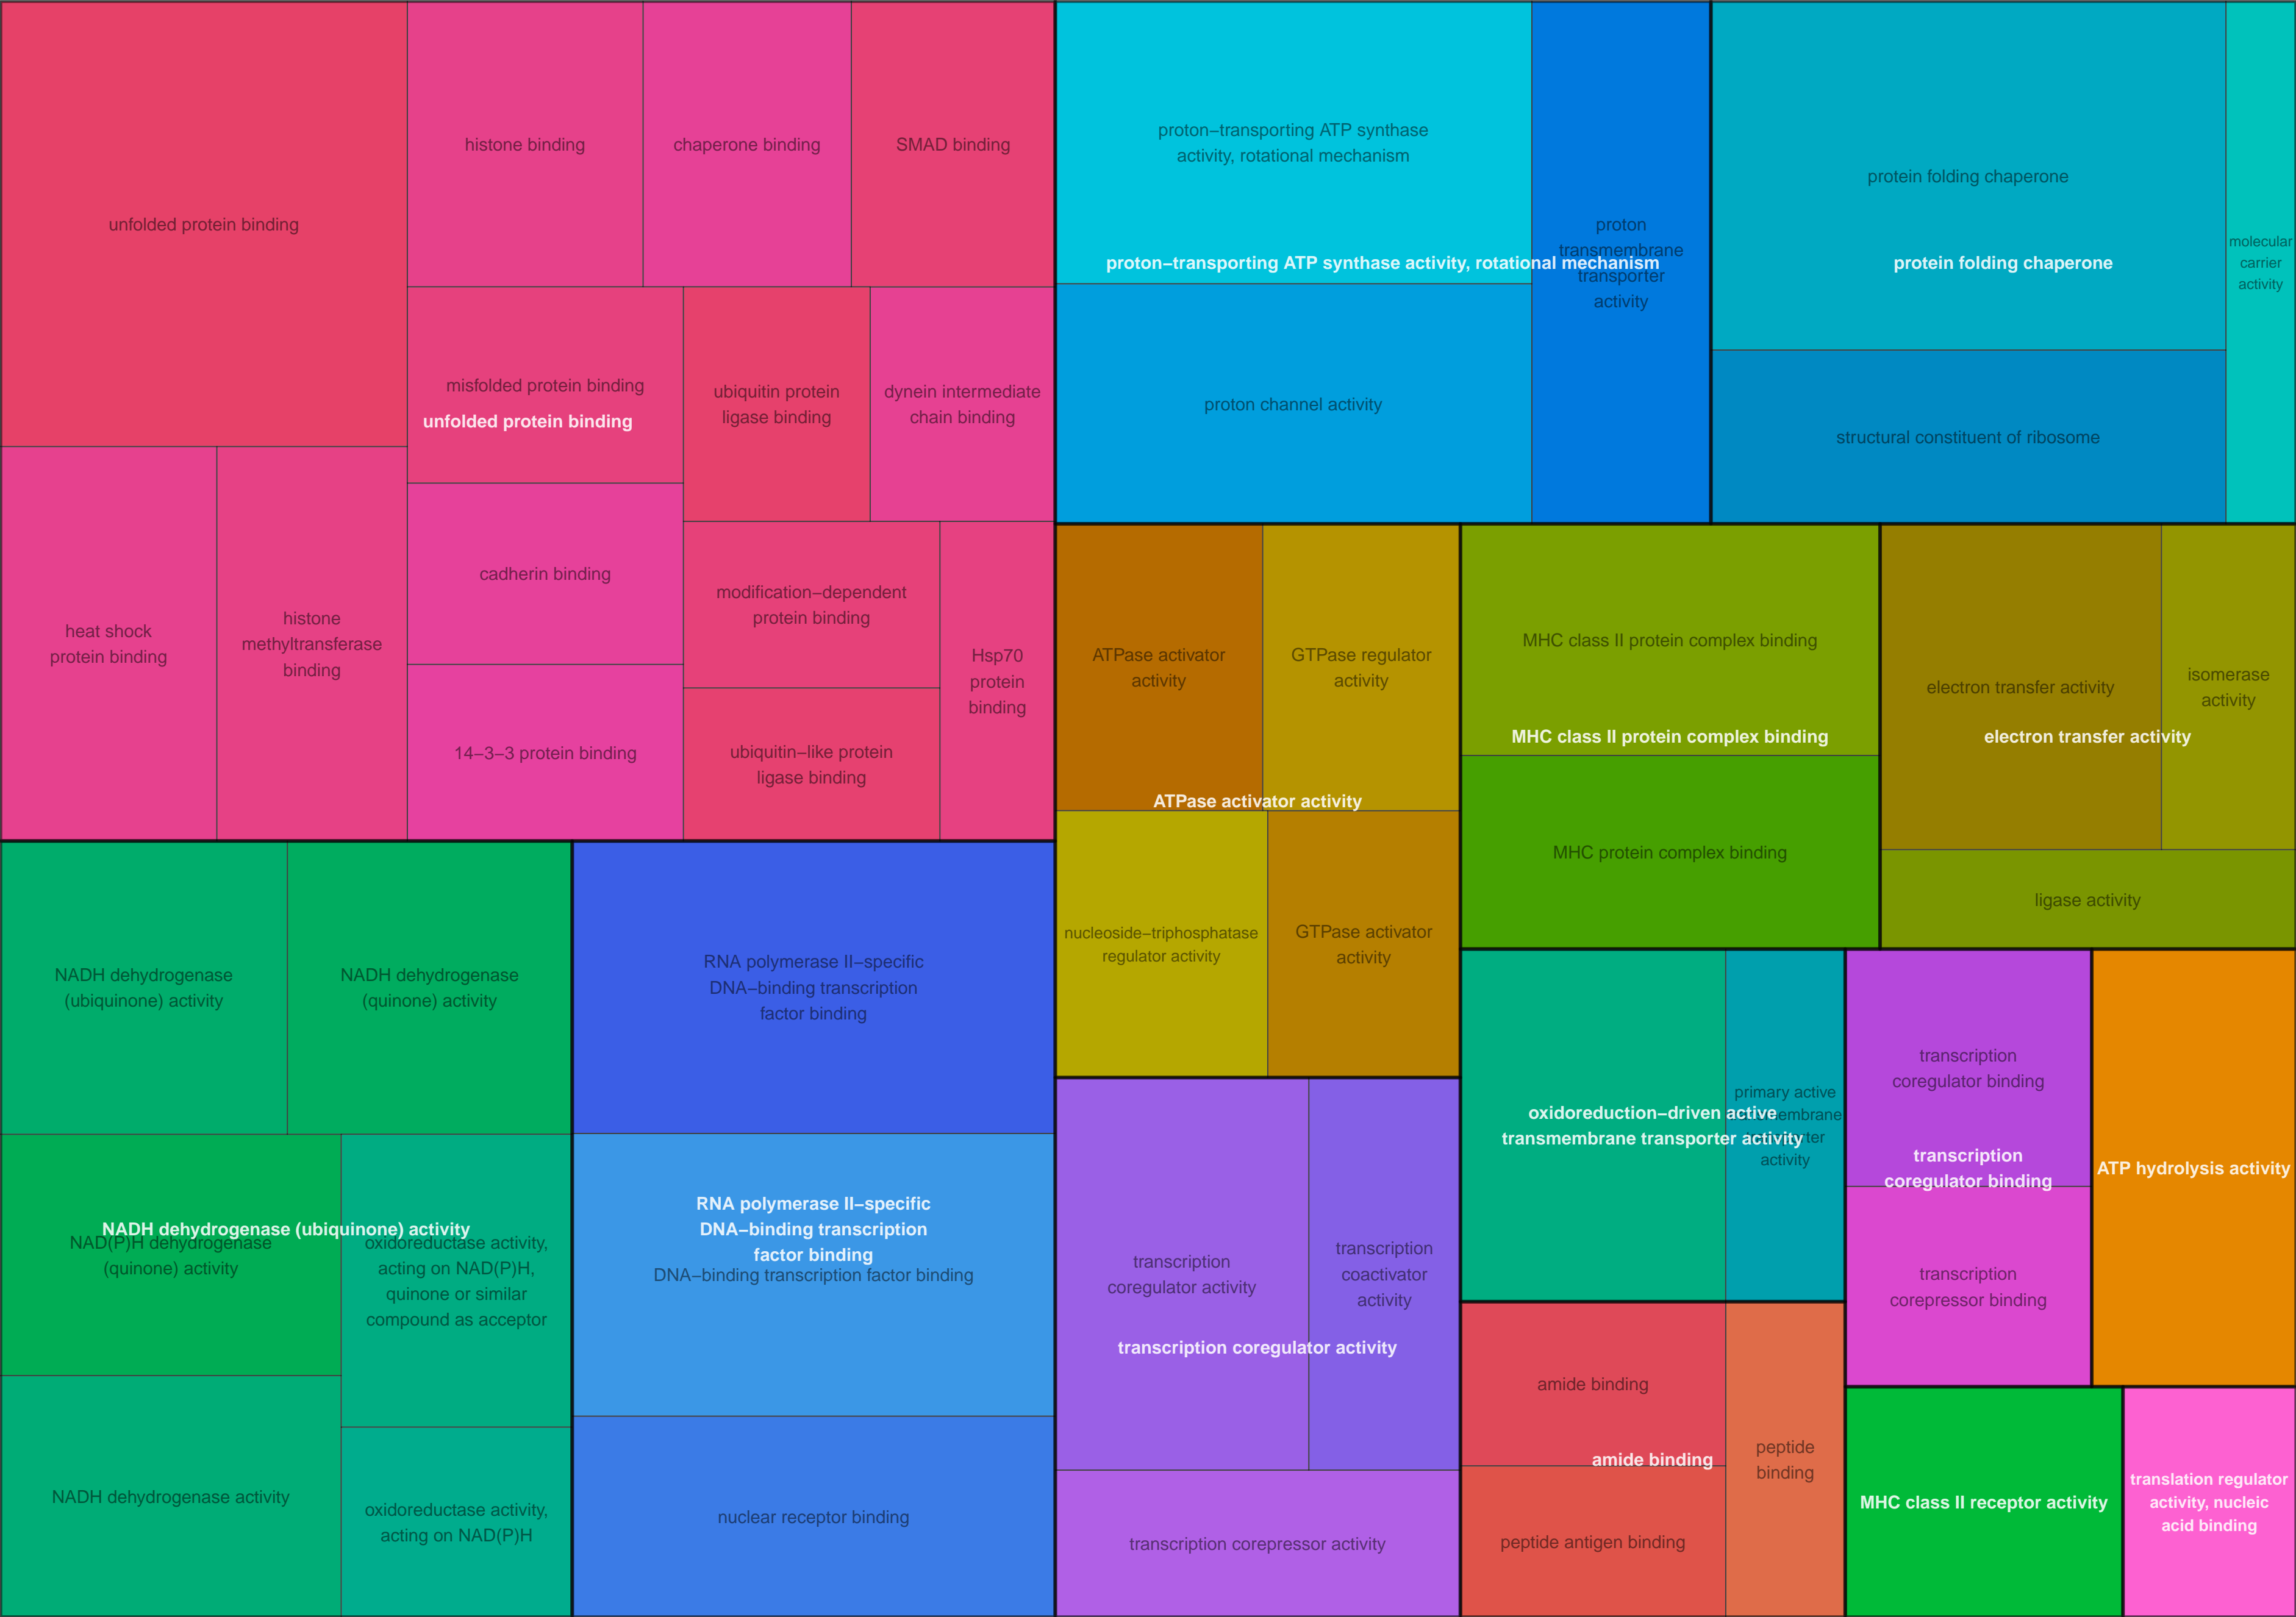 unfolded protein binding
histone binding
chaperone binding
SMAD binding
misfolded protein binding
unfolded protein binding
ubiquitin protein
ligase binding
dynein intermediate
chain binding
heat shock
protein binding
histone
methyltransferase
binding
cadherin binding
14–3–3 protein binding
modification–dependent
protein binding
ubiquitin–like protein
ligase binding
Hsp70
protein
binding
proton–transporting ATP synthase
activity, rotational mechanism
proton–transporting ATP synthase activity, rotational mechanism
proton channel activity
proton
transmembrane
transporter
activity
protein folding chaperone
protein folding chaperone
structural constituent of ribosome
molecular
carrier
activity
ATPase activator
activity
GTPase regulator
activity
ATPase activator activity
nucleoside–triphosphatase
regulator activity
GTPase activator
activity
MHC class II protein complex binding
MHC class II protein complex binding
MHC protein complex binding
electron transfer activity
electron transfer activity
isomerase
activity
ligase activity
NADH dehydrogenase
(ubiquinone) activity
NADH dehydrogenase
(quinone) activity
NADH dehydrogenase (ubiquinone) activity
NAD(P)H dehydrogenase
(quinone) activity
oxidoreductase activity,
acting on NAD(P)H,
quinone or similar
compound as acceptor
NADH dehydrogenase activity
oxidoreductase activity,
acting on NAD(P)H
RNA polymerase II–specific
DNA–binding transcription
factor binding
RNA polymerase II–specific
DNA–binding transcription
factor binding
DNA–binding transcription factor binding
nuclear receptor binding
transcription
coregulator activity
transcription
coactivator
activity
transcription coregulator activity
transcription corepressor activity
oxidoreduction–driven active
transmembrane transporter activity
primary active
activity
transcription
coregulator binding
transcription
coregulator binding
transcription
corepressor binding
ATP hydrolysis activity
amide binding
amide binding
peptide antigen binding
peptide
binding
MHC class II receptor activity
translation regulator
activity, nucleic
acid binding